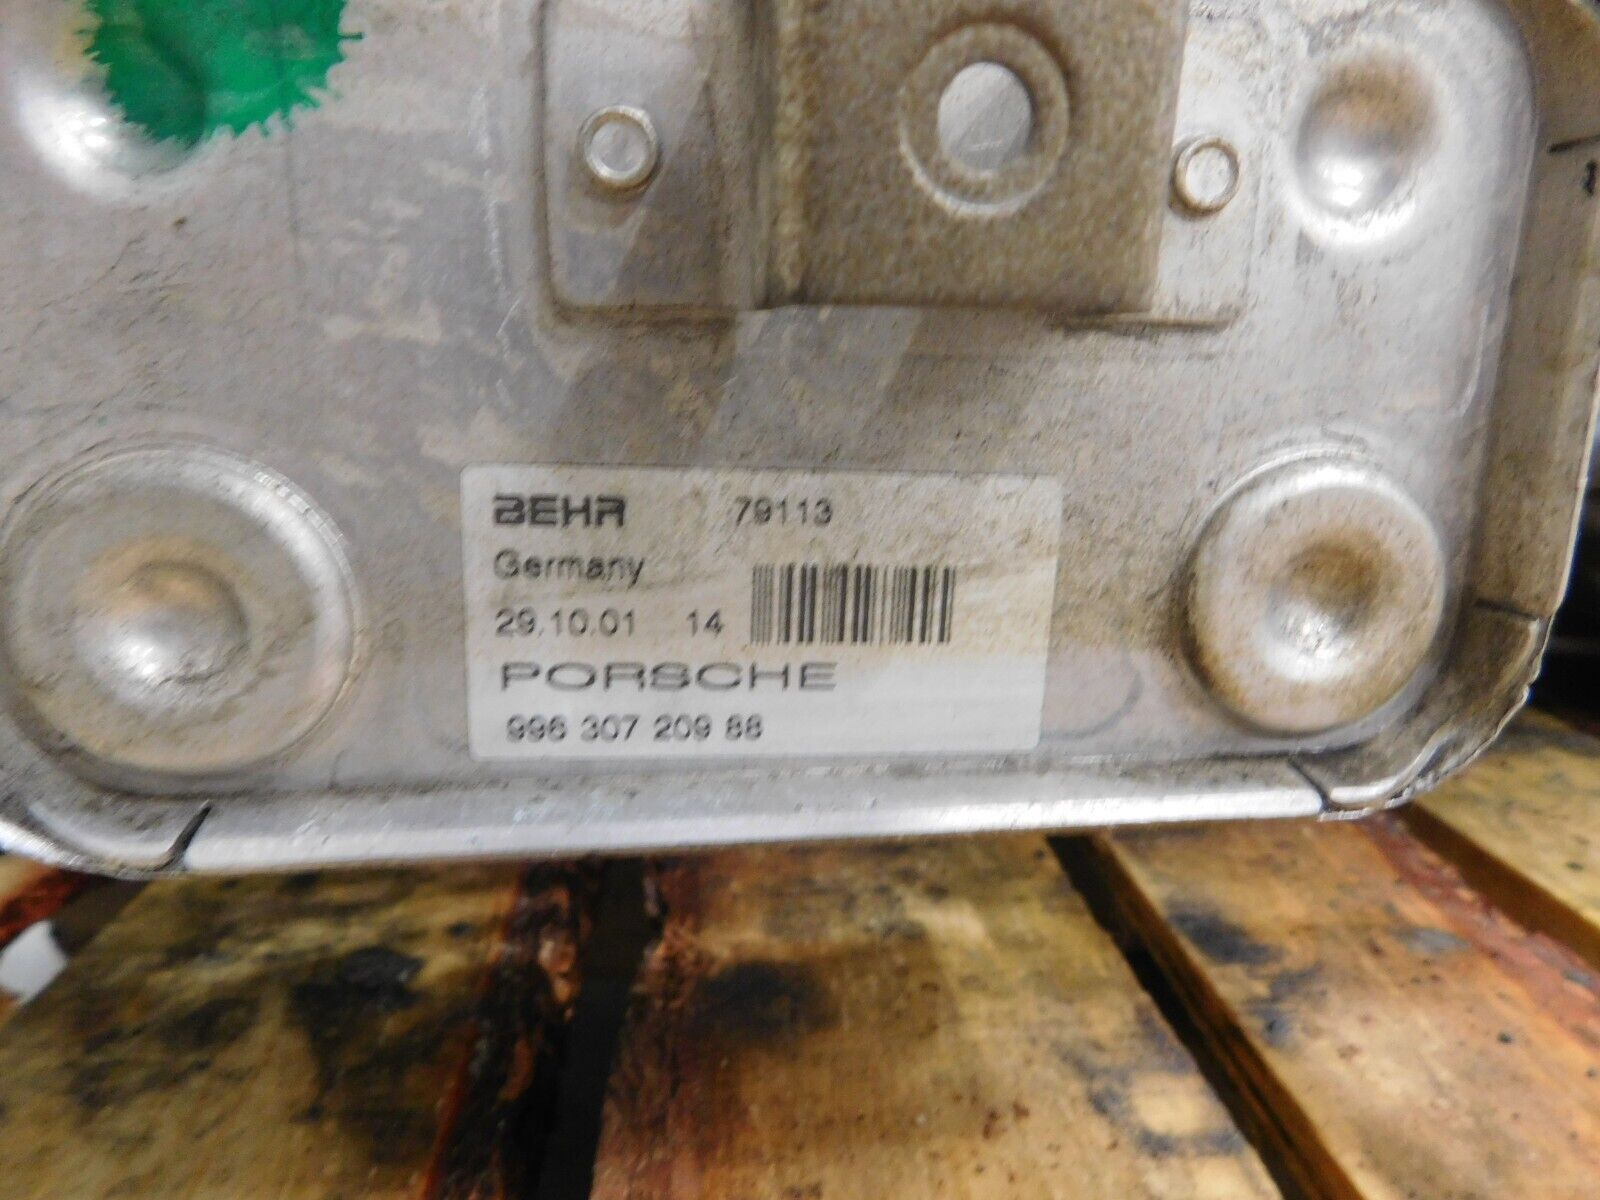 BEHR 79113
Germany
29.10.01 14
PORSCHE
996 307 209 88